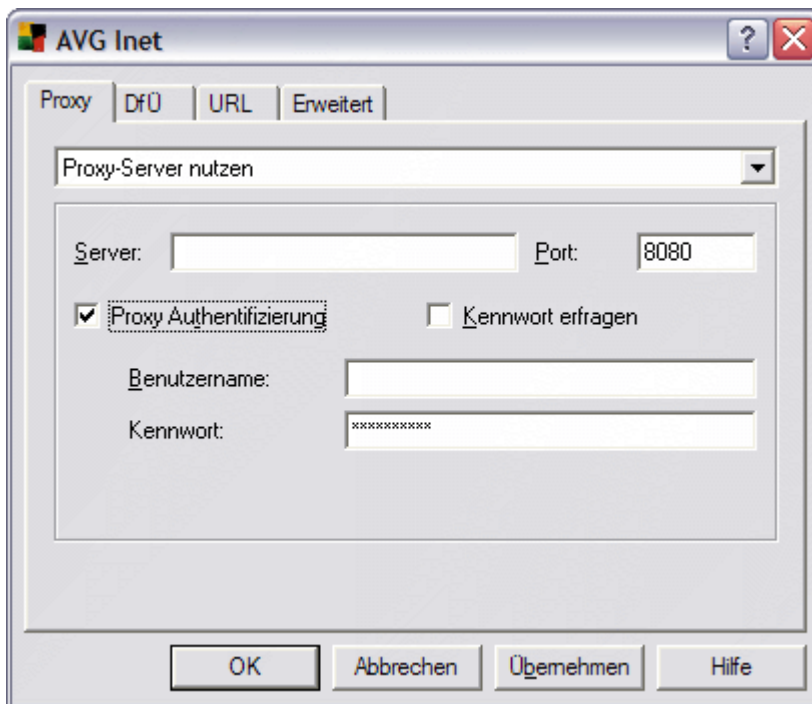 AVG Inet
Proxy DfÜ URL Erweitert
Proxy-Server nutzen
Server: Port: 8080
Proxy Authentifizierung Kennwort erfragen
Benutzername:
Kennwort: **********
OK Abbrechen Übernehmen Hilfe